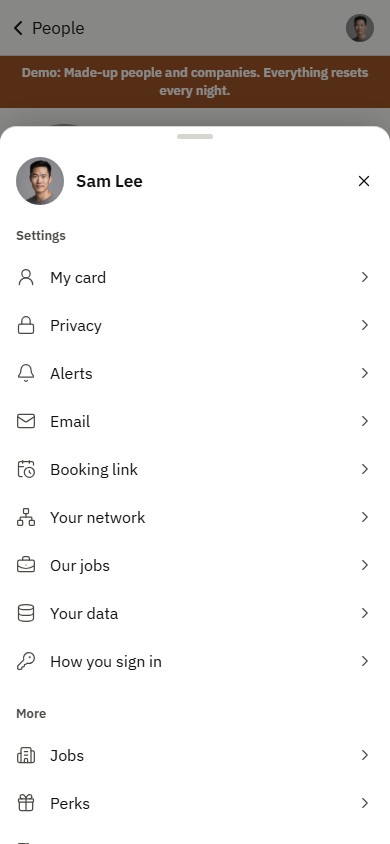 People
Demo: Made-up people and companies. Everything resets
every night.
Sam Lee
Settings
My card
Privacy
Alerts
Email
Booking link
Your network
Our jobs
Your data
How you sign in
More
Jobs
Perks